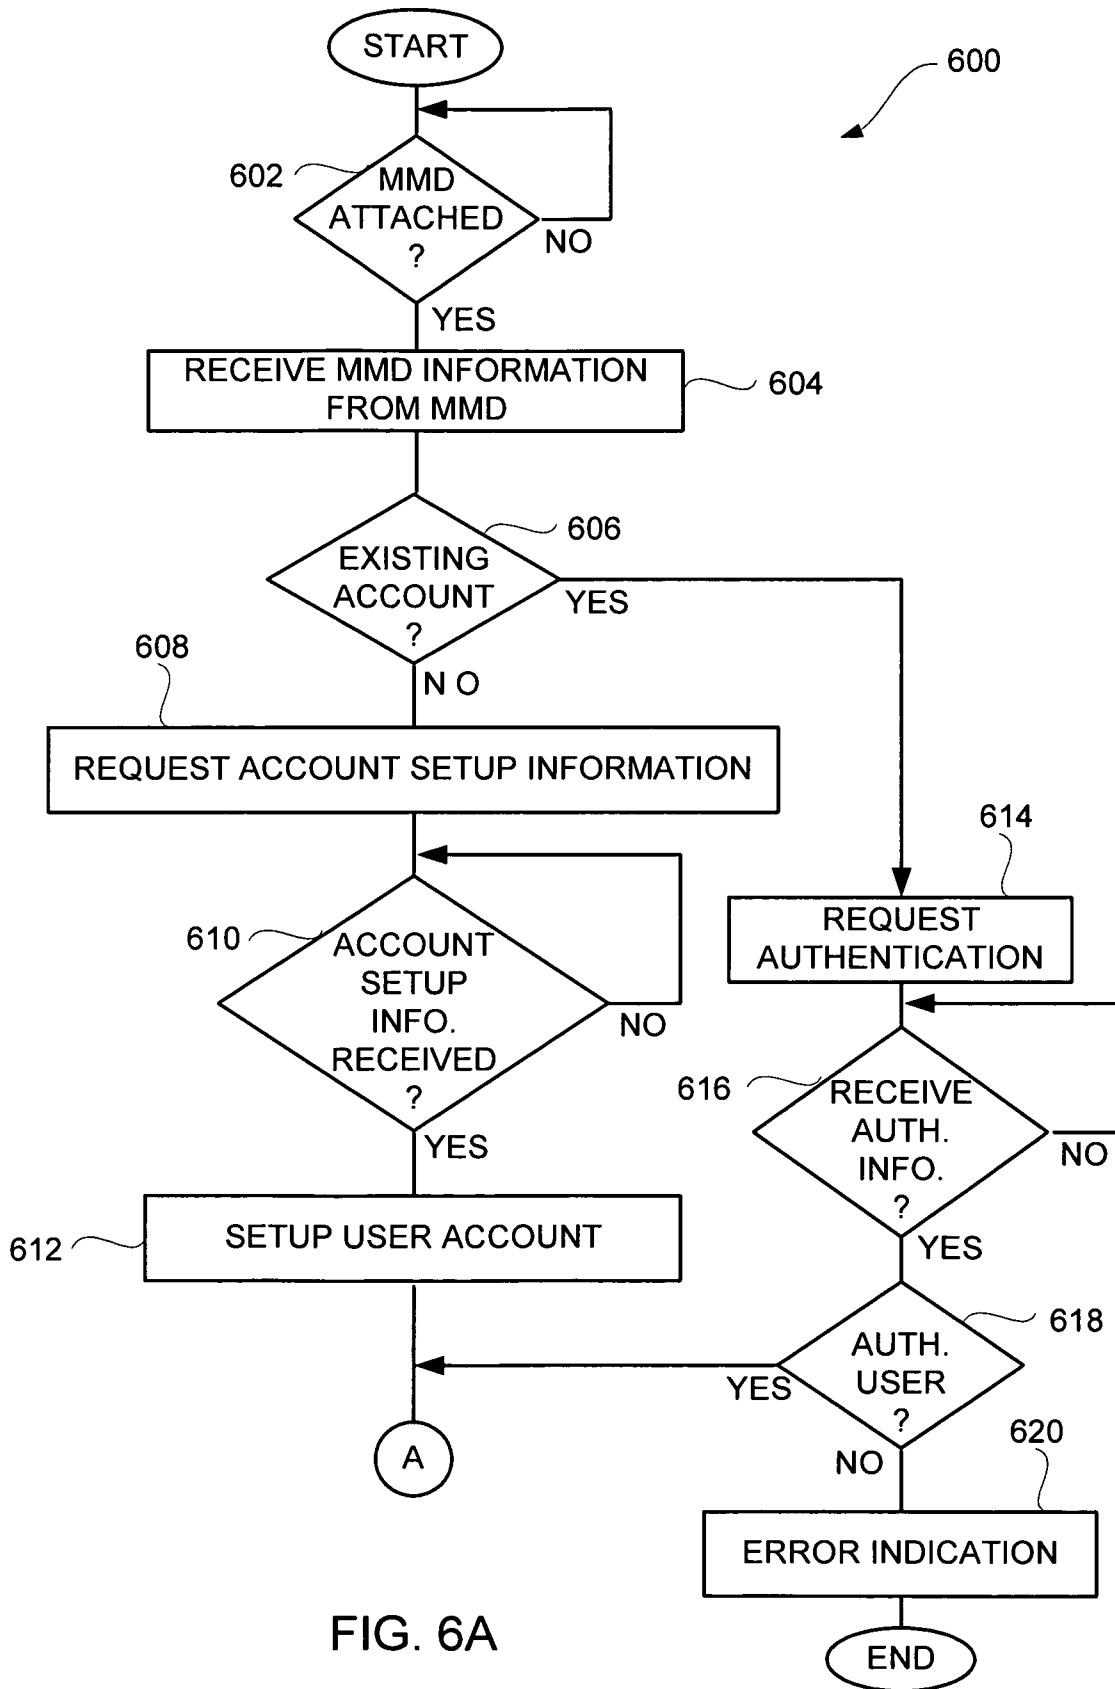 START
600
602
MMD
ATTACHED
?
NO
YES
RECEIVE MMD INFORMATION
FROM MMD
604
606
EXISTING
ACCOUNT
?
YES
N O
608
REQUEST ACCOUNT SETUP INFORMATION
610
ACCOUNT
SETUP
INFO.
RECEIVED
?
NO
YES
612
SETUP USER ACCOUNT
614
REQUEST
AUTHENTICATION
616
RECEIVE
AUTH.
INFO.
?
NO
YES
618
AUTH.
USER
?
YES
NO
A
620
ERROR INDICATION
END
FIG. 6A